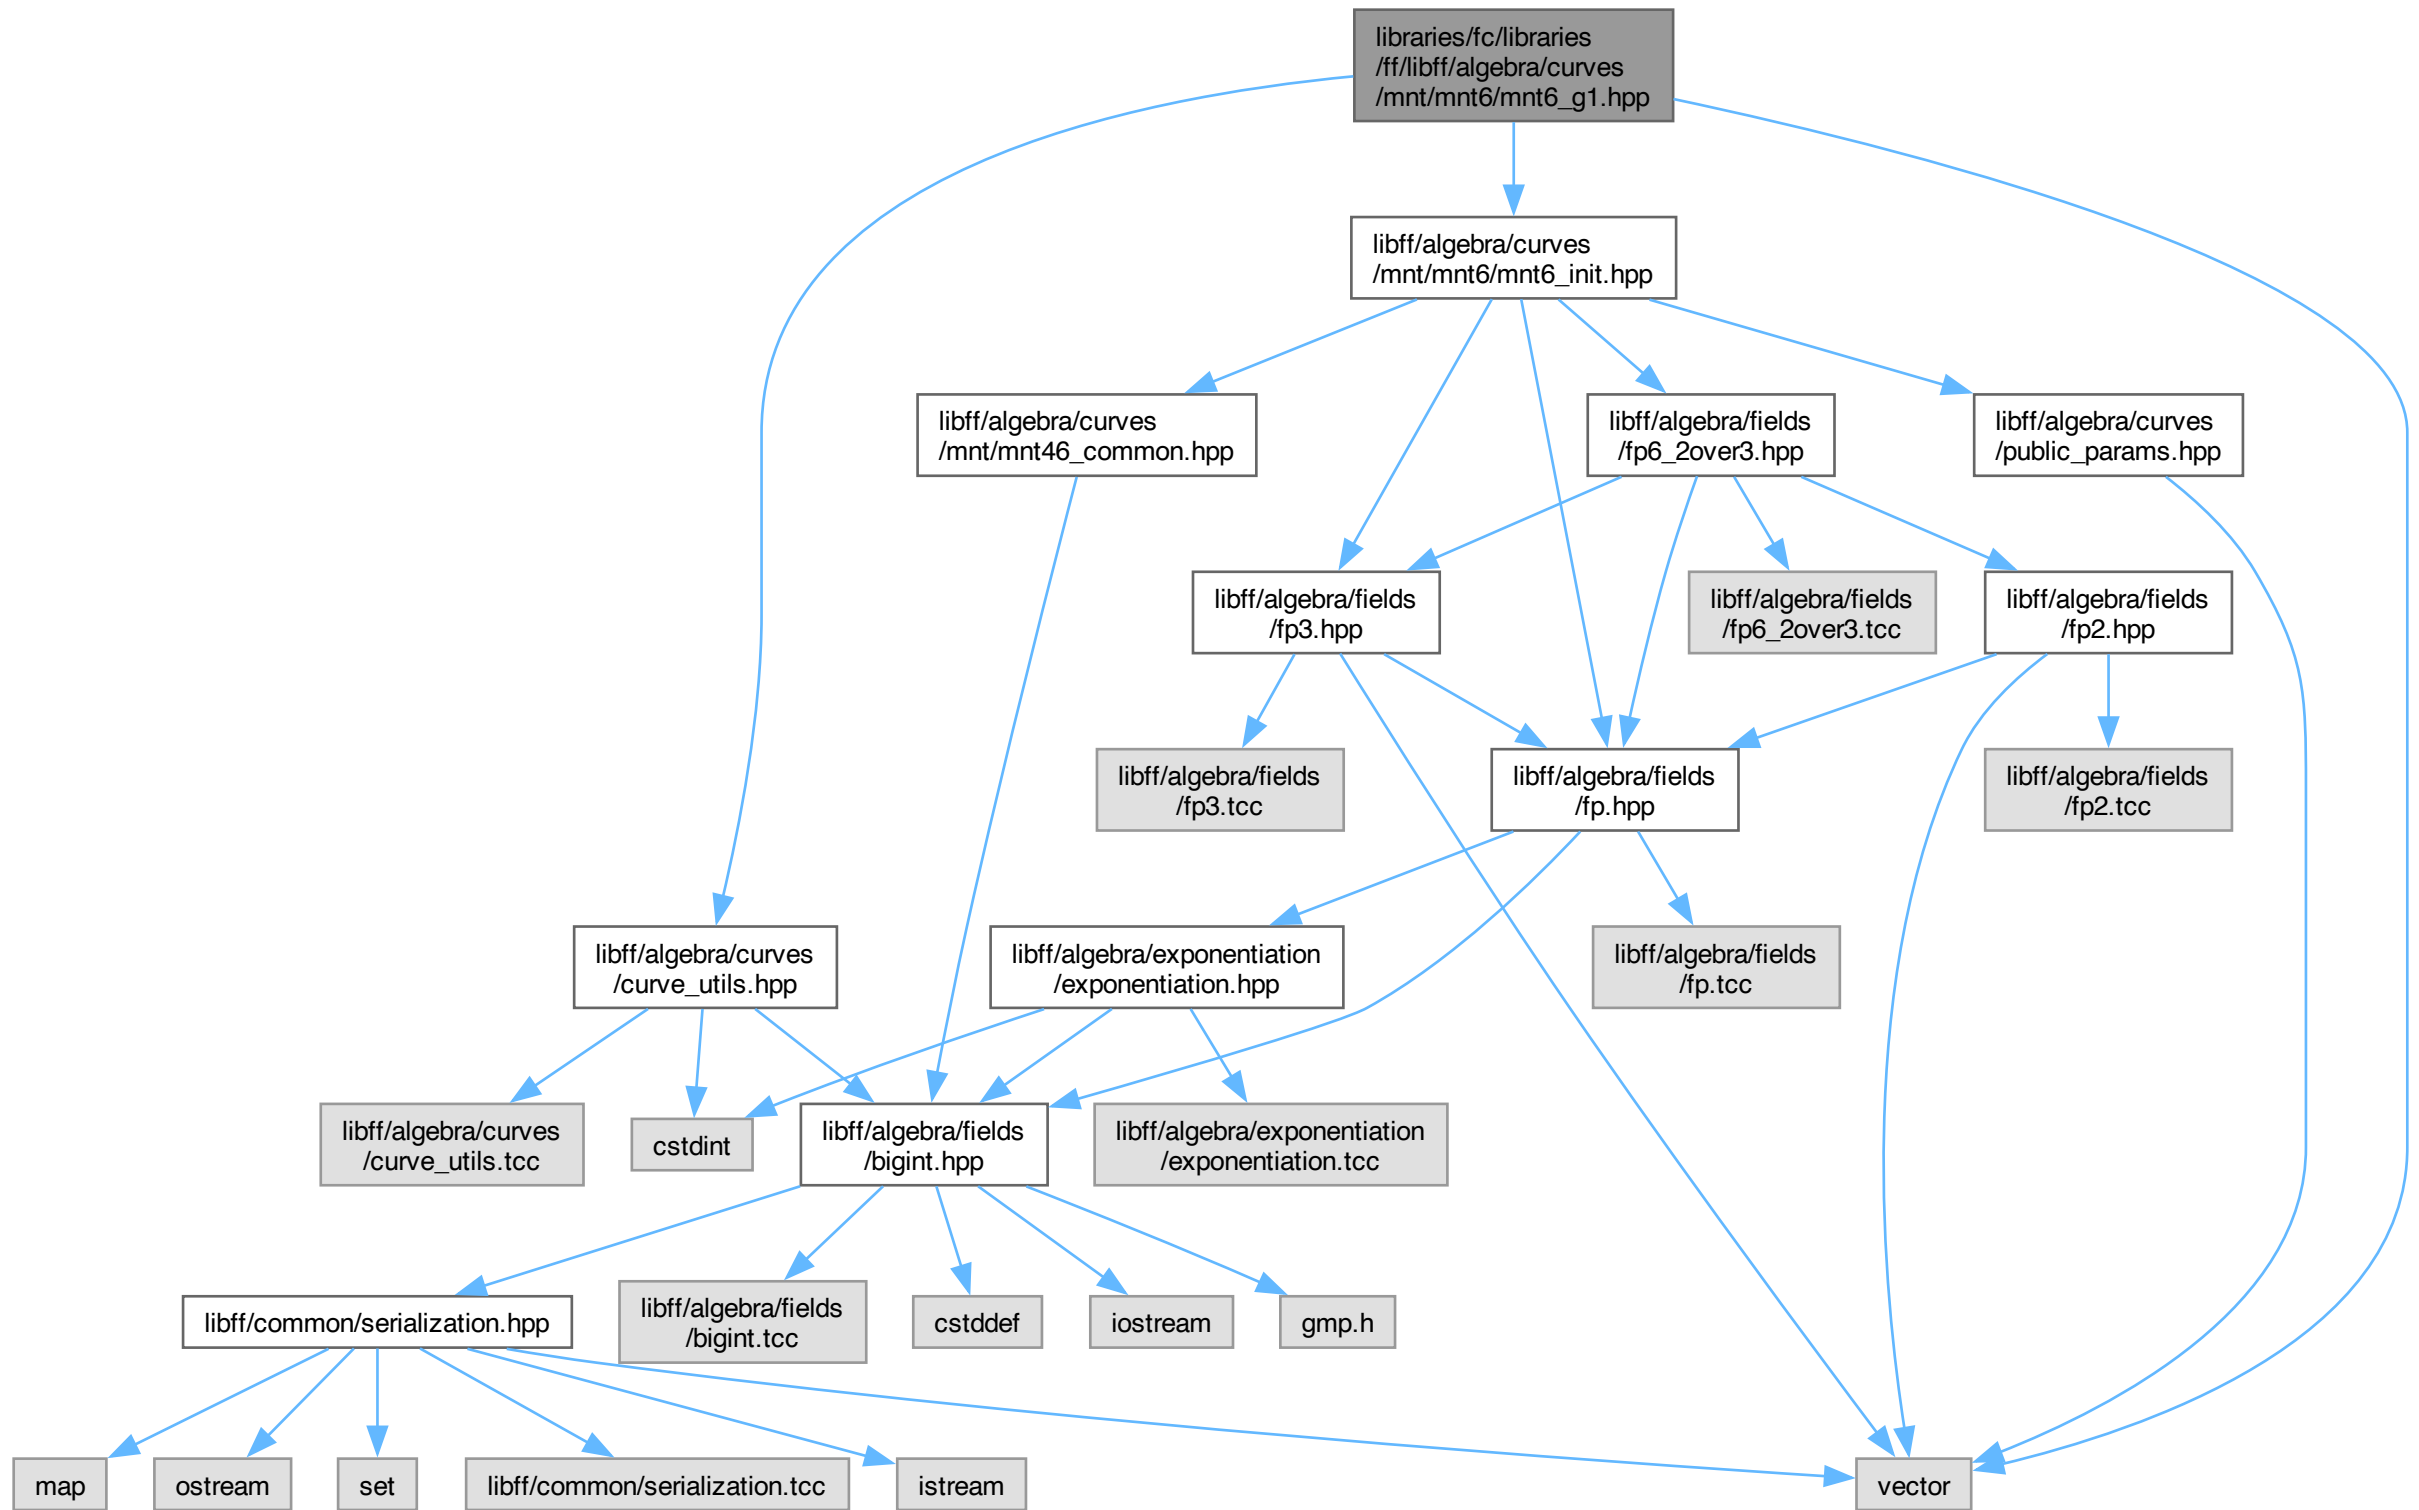 libraries/fc/libraries
/ff/libff/algebra/curves
/mnt/mnt6/mnt6_g1.hpp
libff/algebra/curves
/mnt/mnt6/mnt6_init.hpp
libff/algebra/curves
/mnt/mnt46_common.hpp
libff/algebra/fields
/fp6_2over3.hpp
libff/algebra/curves
/public_params.hpp
libff/algebra/fields
/fp3.hpp
libff/algebra/fields
/fp6_2over3.tcc
libff/algebra/fields
/fp2.hpp
libff/algebra/fields
/fp3.tcc
libff/algebra/fields
/fp.hpp
libff/algebra/fields
/fp2.tcc
libff/algebra/curves
/curve_utils.hpp
libff/algebra/exponentiation
/exponentiation.hpp
libff/algebra/fields
/fp.tcc
libff/algebra/curves
/curve_utils.tcc
cstdint
libff/algebra/fields
/bigint.hpp
libff/algebra/exponentiation
/exponentiation.tcc
libff/common/serialization.hpp
libff/algebra/fields
/bigint.tcc
cstddef
iostream
gmp.h
map
ostream
set
libff/common/serialization.tcc
istream
vector